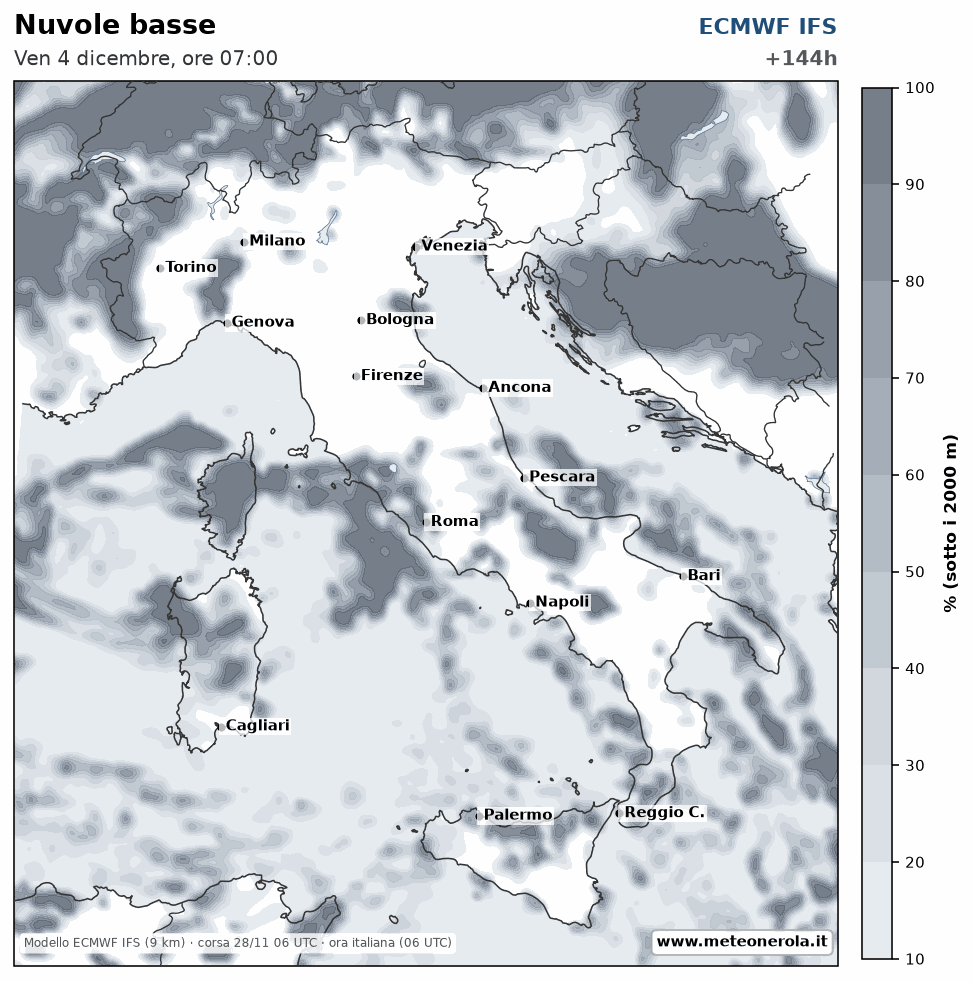 Nuvole basse
ECMWF IFS
Ven 4 dicembre, ore 07:00
+144h
Milano
Venezia
Torino
Genova
Bologna
Firenze
Ancona
Pescara
Roma
Bari
Napoli
Cagliari
Palermo
Reggio C.
Modello ECMWF IFS (9 km) · corsa 28/11 06 UTC · ora italiana (06 UTC)
www.meteonerola.it
100
90
80
70
60
50
40
30
20
10
% (sotto i 2000 m)